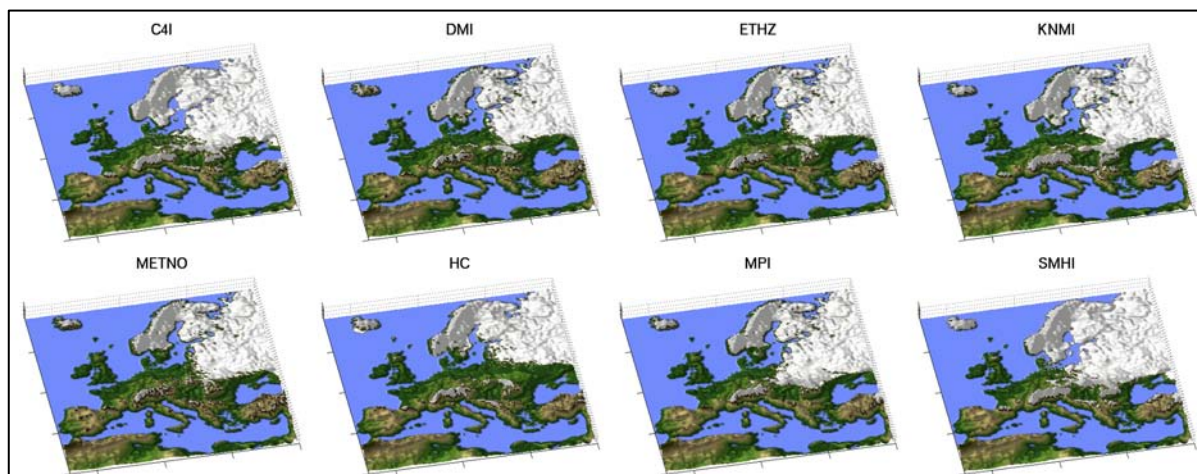 C4I
DMI
ETHZ
KNMI
METNO
HC
MPI
SMHI